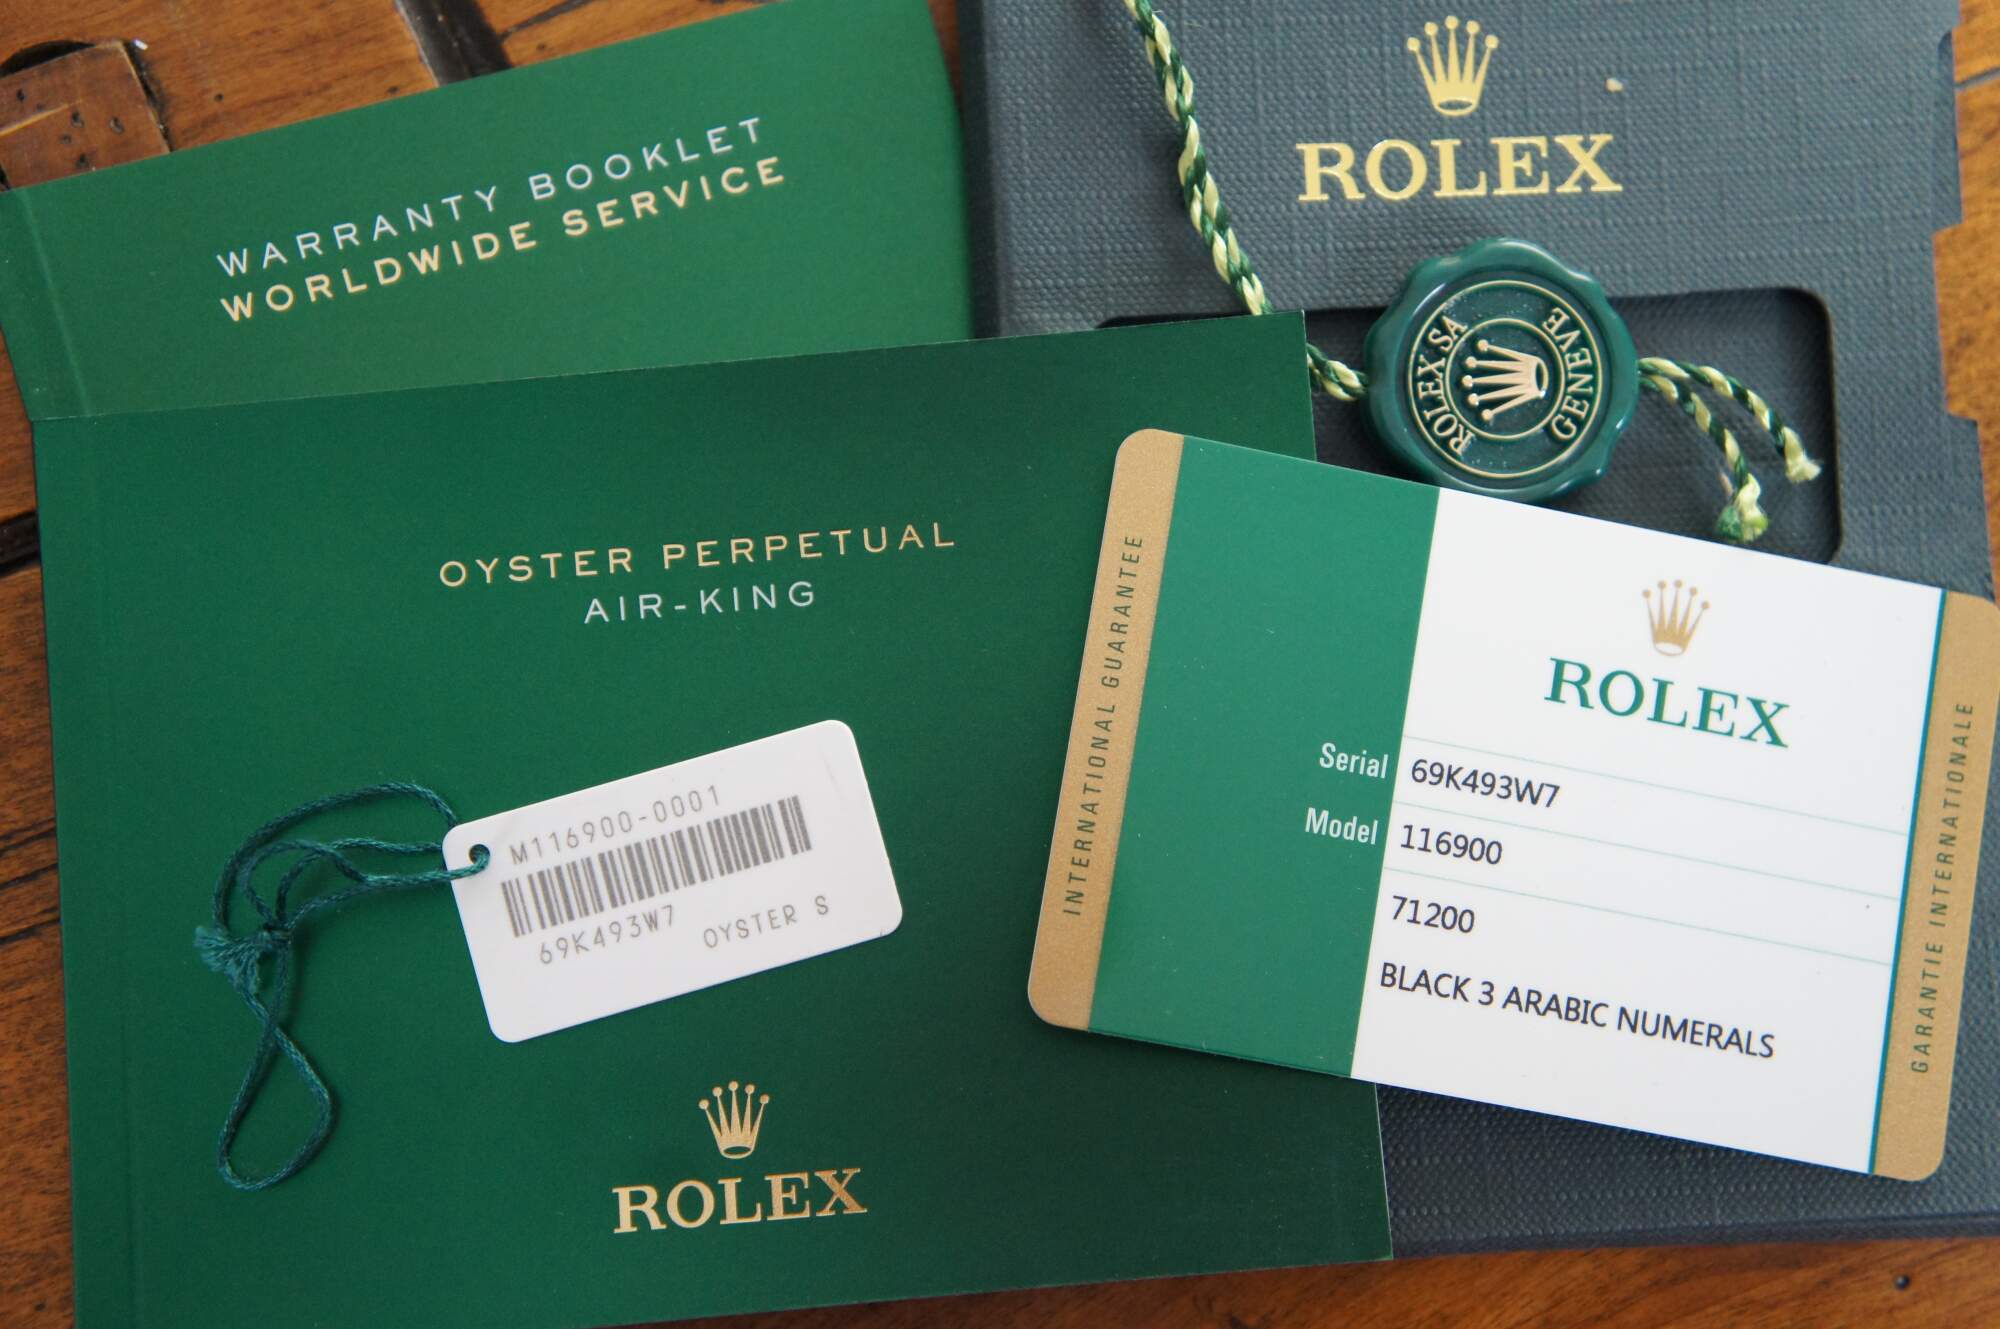 WARRANTY BOOKLET
WORLDWIDE SERVICE
ROLEX
ROLEX SA
GENEVE
OYSTER PERPETUAL
AIR-KING
M116900-0001
69K493W7 OYSTER S
ROLEX
INTERNATIONAL GUARANTEE
ROLEX
Serial 69K493W7
Model 116900
71200
BLACK 3 ARABIC NUMERALS
GARANTIE INTERNATIONALE